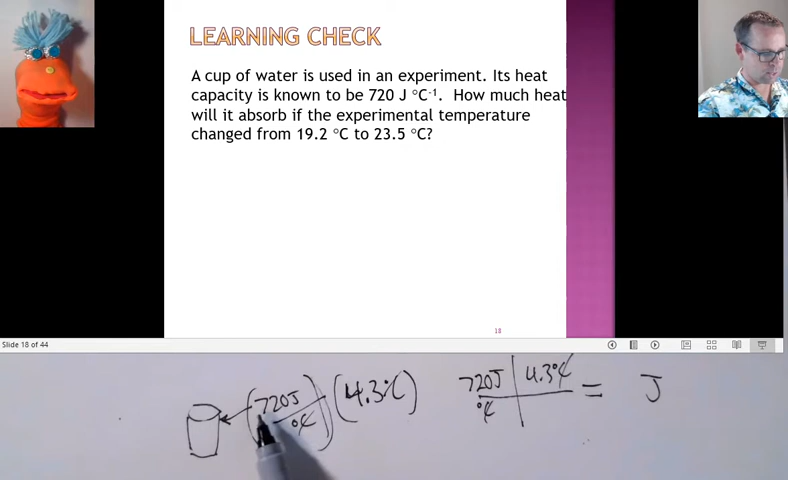 LEARNING CHECK
A cup of water is used in an experiment. Its heat
capacity is known to be 720 J °C⁻¹. How much heat
will it absorb if the experimental temperature
changed from 19.2 °C to 23.5 °C?
18
Slide 18 of 44
(720J/°C) (4.3°C) 720J/°C | 4.3°C = J